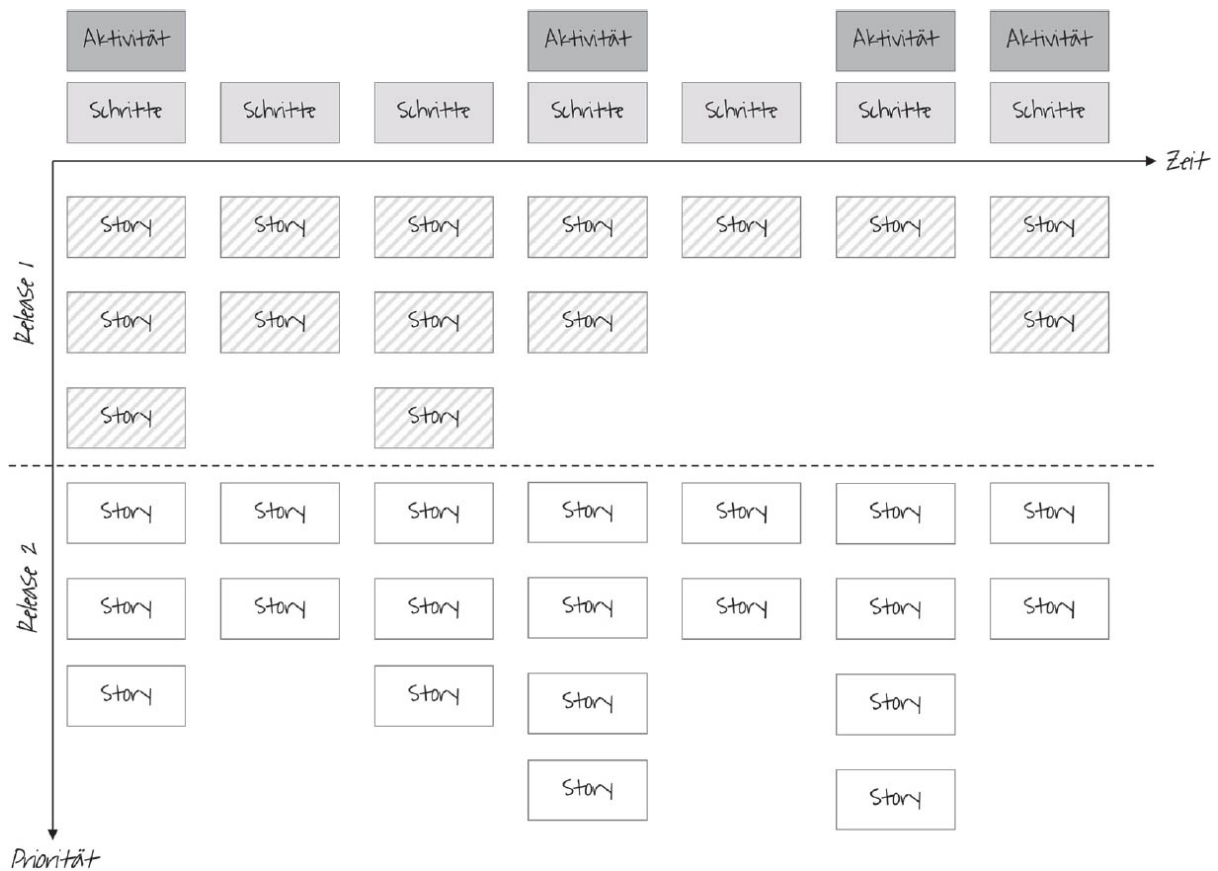 Aktivität Aktivität Aktivität Aktivität
Schritte Schritte Schritte Schritte Schritte Schritte Schritte
Zeit
Release 1
Story Story Story Story Story Story Story
Story Story Story Story Story
Story Story
Release 2
Story Story Story Story Story Story Story
Story Story Story Story Story Story Story
Story Story Story Story
Story Story
Priorität